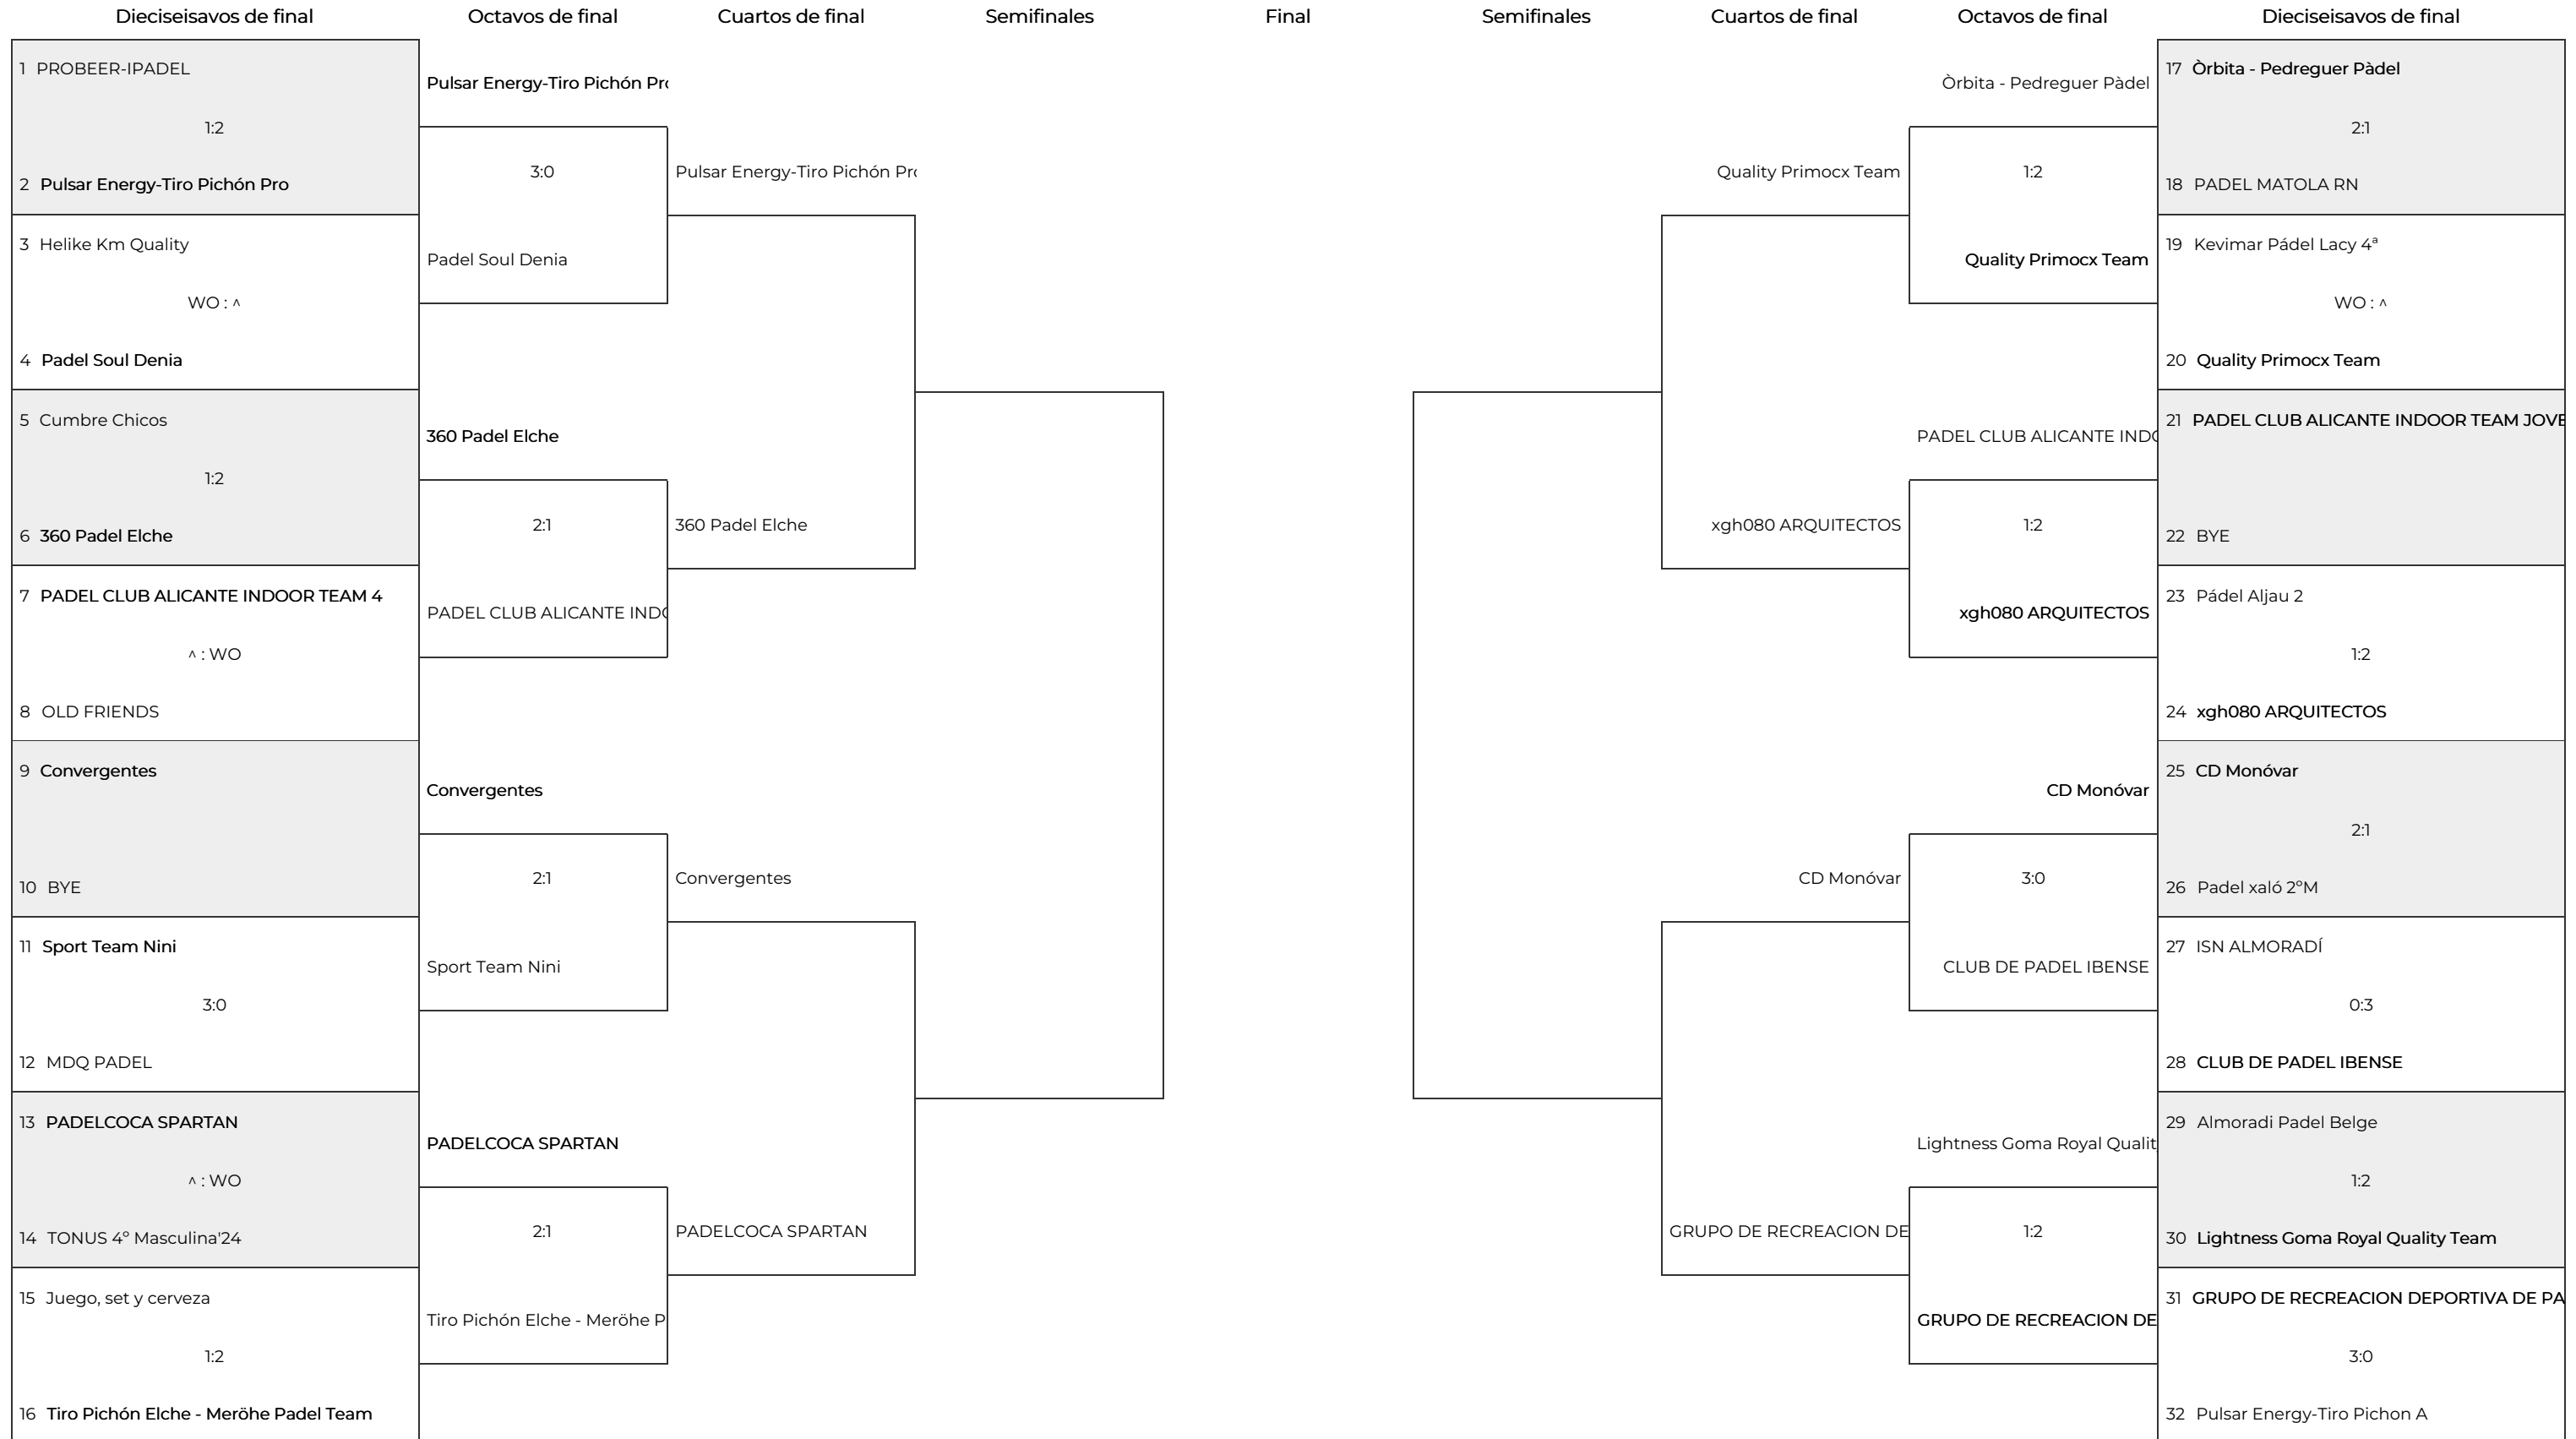 Dieciseisavos de final
Octavos de final
Cuartos de final
Semifinales
Final
Semifinales
Cuartos de final
Octavos de final
Dieciseisavos de final
1 PROBEER-IPADEL
1:2
2 Pulsar Energy-Tiro Pichón Pro
3 Helike Km Quality
WO : ^
4 Padel Soul Denia
5 Cumbre Chicos
1:2
6 360 Padel Elche
7 PADEL CLUB ALICANTE INDOOR TEAM 4
^ : WO
8 OLD FRIENDS
9 Convergentes
10 BYE
11 Sport Team Nini
3:0
12 MDQ PADEL
13 PADELCOCA SPARTAN
^ : WO
14 TONUS 4º Masculina'24
15 Juego, set y cerveza
1:2
16 Tiro Pichón Elche - Meröhe Padel Team
Pulsar Energy-Tiro Pichón Pro
3:0
Padel Soul Denia
360 Padel Elche
2:1
PADEL CLUB ALICANTE INDO
Convergentes
2:1
Sport Team Nini
PADELCOCA SPARTAN
2:1
Tiro Pichón Elche - Meröhe P
Pulsar Energy-Tiro Pichón Pro
360 Padel Elche
Convergentes
PADELCOCA SPARTAN
Quality Primocx Team
xgh080 ARQUITECTOS
CD Monóvar
GRUPO DE RECREACION DE
Òrbita - Pedreguer Pàdel
1:2
Quality Primocx Team
PADEL CLUB ALICANTE INDO
1:2
xgh080 ARQUITECTOS
CD Monóvar
3:0
CLUB DE PADEL IBENSE
Lightness Goma Royal Qualit
1:2
GRUPO DE RECREACION DE
17 Òrbita - Pedreguer Pàdel
2:1
18 PADEL MATOLA RN
19 Kevimar Pádel Lacy 4ª
WO : ^
20 Quality Primocx Team
21 PADEL CLUB ALICANTE INDOOR TEAM JOVE
22 BYE
23 Pádel Aljau 2
1:2
24 xgh080 ARQUITECTOS
25 CD Monóvar
2:1
26 Padel xaló 2ºM
27 ISN ALMORADÍ
0:3
28 CLUB DE PADEL IBENSE
29 Almoradi Padel Belge
1:2
30 Lightness Goma Royal Quality Team
31 GRUPO DE RECREACION DEPORTIVA DE PA
3:0
32 Pulsar Energy-Tiro Pichon A